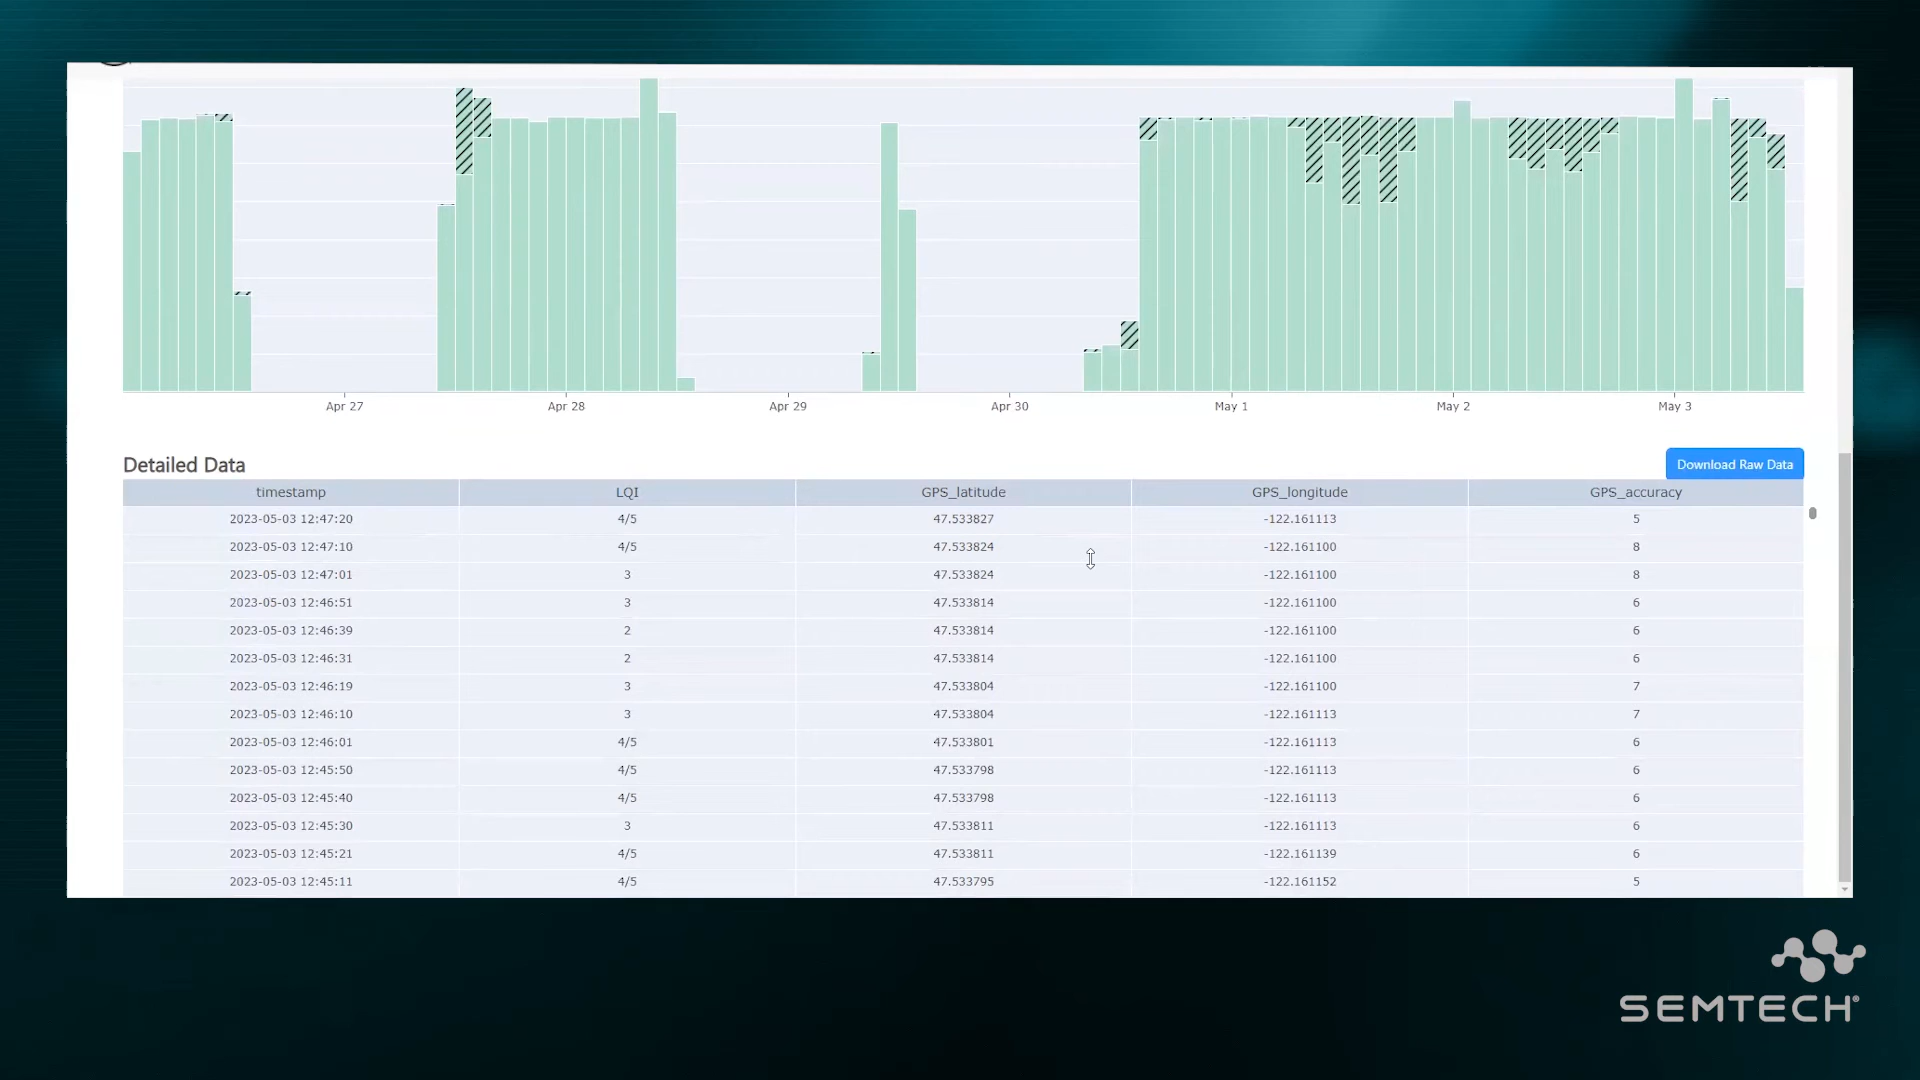 Apr 27 Apr 28 Apr 29 Apr 30 May 1 May 2 May 3
Detailed Data Download Raw Data
timestamp LQI GPS_latitude GPS_longitude GPS_accuracy
2023-05-03 12:47:20 4/5 47.533827 -122.161113 5
2023-05-03 12:47:10 4/5 47.533824 -122.161100 8
2023-05-03 12:47:01 3 47.533824 -122.161100 8
2023-05-03 12:46:51 3 47.533814 -122.161100 6
2023-05-03 12:46:39 2 47.533814 -122.161100 6
2023-05-03 12:46:31 2 47.533814 -122.161100 6
2023-05-03 12:46:19 3 47.533804 -122.161100 7
2023-05-03 12:46:10 3 47.533804 -122.161113 7
2023-05-03 12:46:01 4/5 47.533801 -122.161113 6
2023-05-03 12:45:50 4/5 47.533798 -122.161113 6
2023-05-03 12:45:40 4/5 47.533798 -122.161113 6
2023-05-03 12:45:30 3 47.533811 -122.161113 6
2023-05-03 12:45:21 4/5 47.533811 -122.161139 6
2023-05-03 12:45:11 4/5 47.533795 -122.161152 5
SEMTECH®